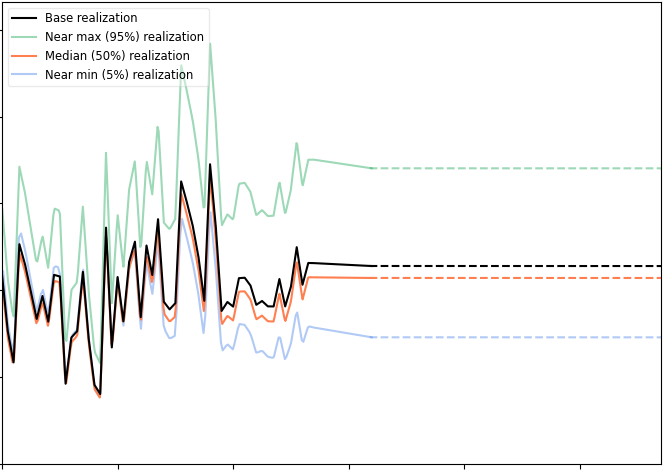 Base realization
Near max (95%) realization
Median (50%) realization
Near min (5%) realization